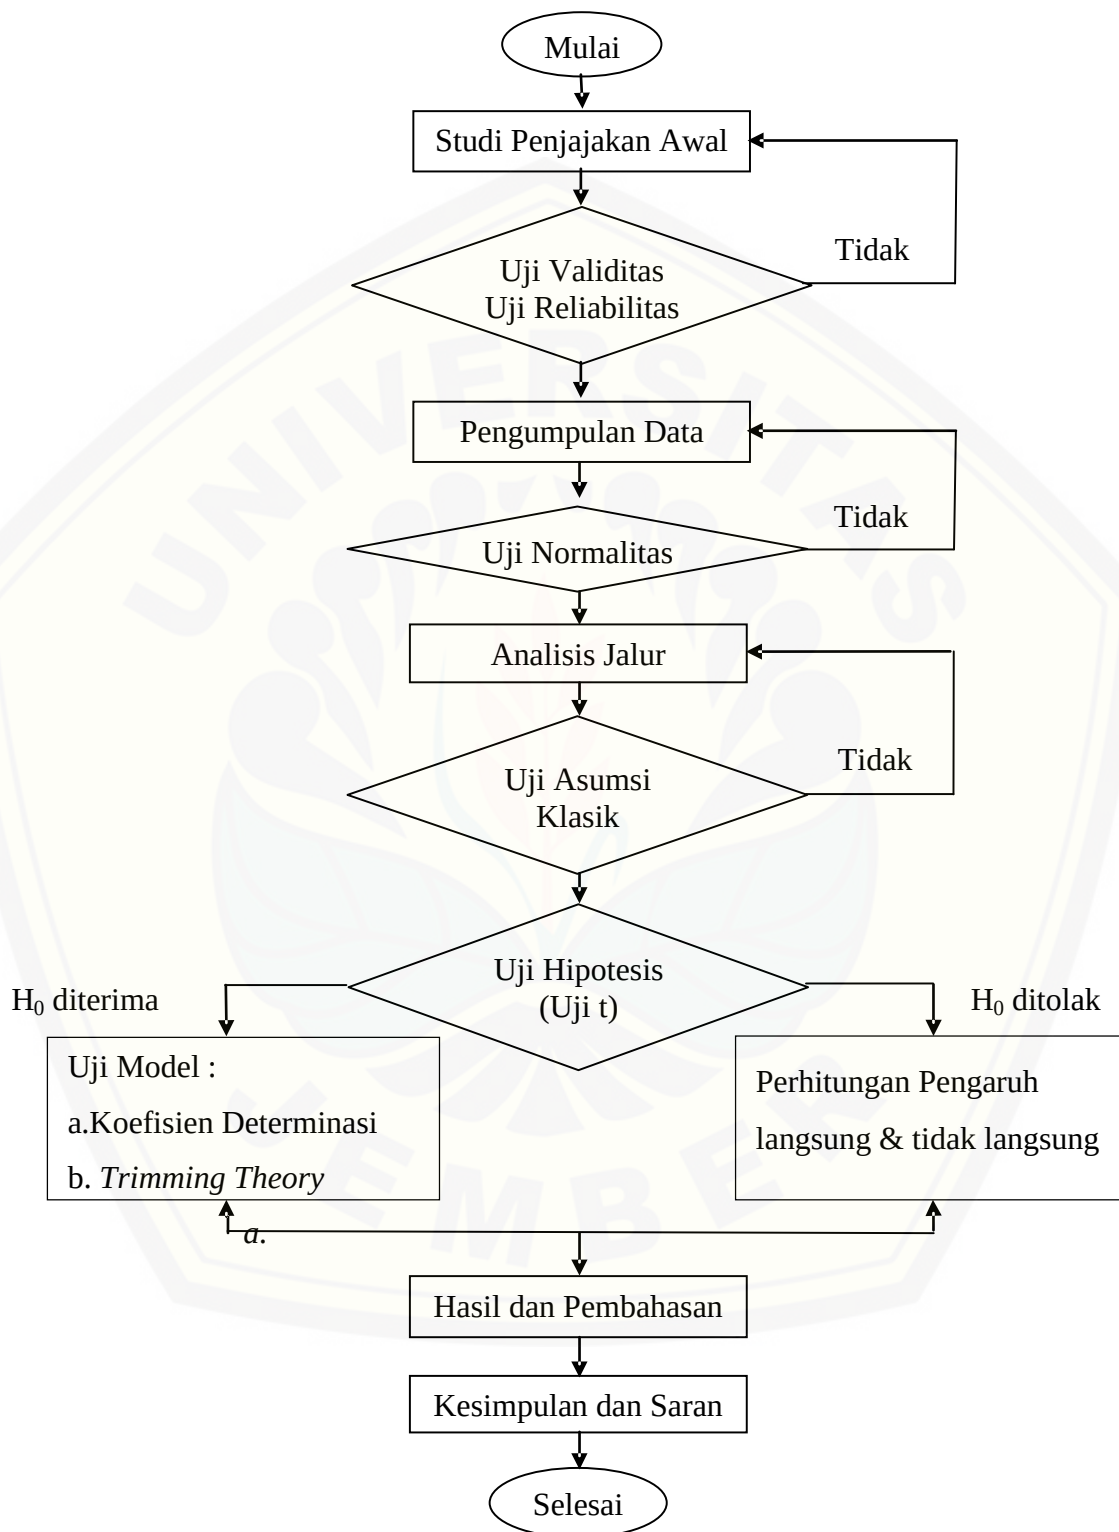 Mulai
Studi Penjajakan Awal
Tidak
Uji Validitas
Uji Reliabilitas
Pengumpulan Data
Tidak
Uji Normalitas
Analisis Jalur
Tidak
Uji Asumsi
Klasik
Uji Hipotesis
(Uji t)
H₀ diterima
H₀ ditolak
Uji Model :
a.Koefisien Determinasi
b. Trimming Theory
Perhitungan Pengaruh
langsung & tidak langsung
a.
Hasil dan Pembahasan
Kesimpulan dan Saran
Selesai
UNIVERSITAS
JEMBER